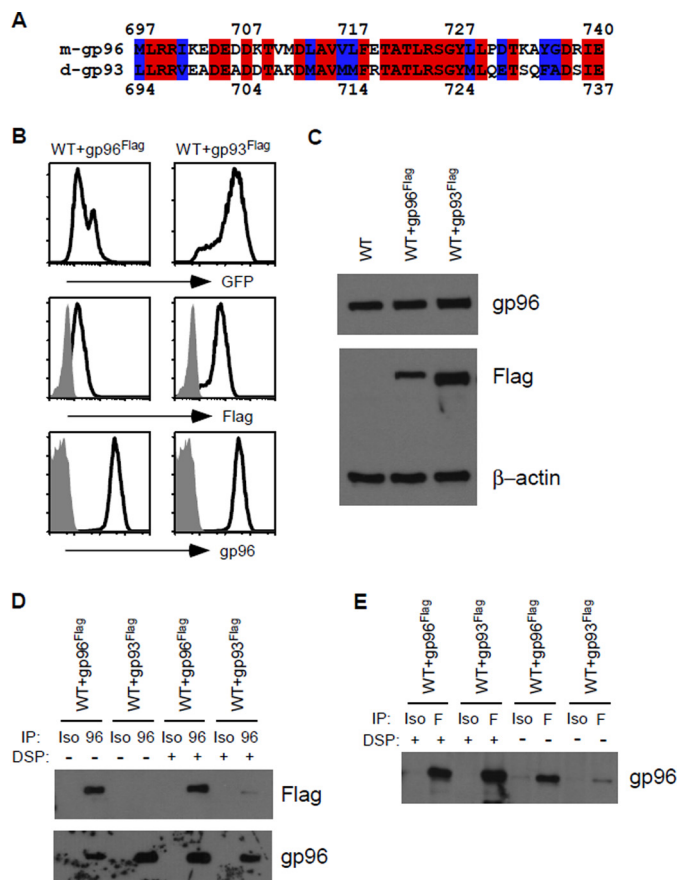 A
697 707 717 727 740
m-gp96 MLRRIKEDEDDKTVMDLAVVLFETATLRSGYLLPDTKAYGDRIE
d-gp93 LLRRVEADEADDTAKDMAVMMFRTATLRSGYMLQETSQFADSIE
694 704 714 724 737
B
WT+gp96Flag WT+gp93Flag
GFP
Flag
gp96
C
WT
WT+gp96Flag
WT+gp93Flag
gp96
Flag
β–actin
D
WT+gp96Flag
WT+gp93Flag
WT+gp96Flag
WT+gp93Flag
IP: Iso 96 Iso 96 Iso 96 Iso 96
DSP: – – – – + + + +
Flag
gp96
E
WT+gp96Flag
WT+gp93Flag
WT+gp96Flag
WT+gp93Flag
IP: Iso F Iso F Iso F Iso F
DSP: + + + + – – – –
gp96